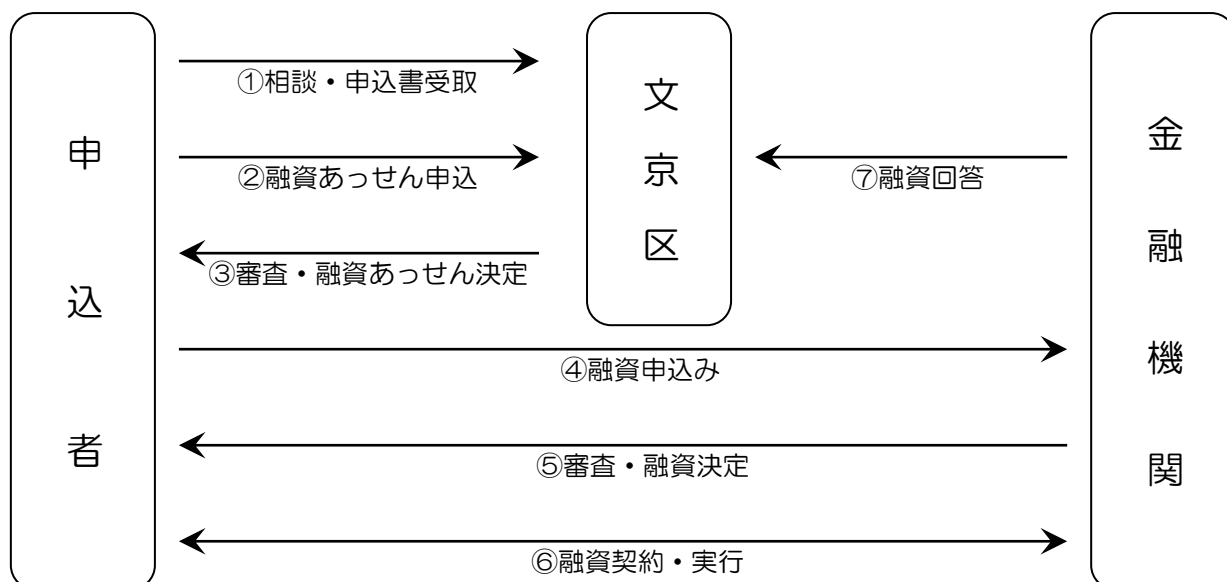 申込者
①相談・申込書受取
②融資あっせん申込
③審査・融資あっせん決定
文京区
⑦融資回答
金融機関
④融資申込み
⑤審査・融資決定
⑥融資契約・実行